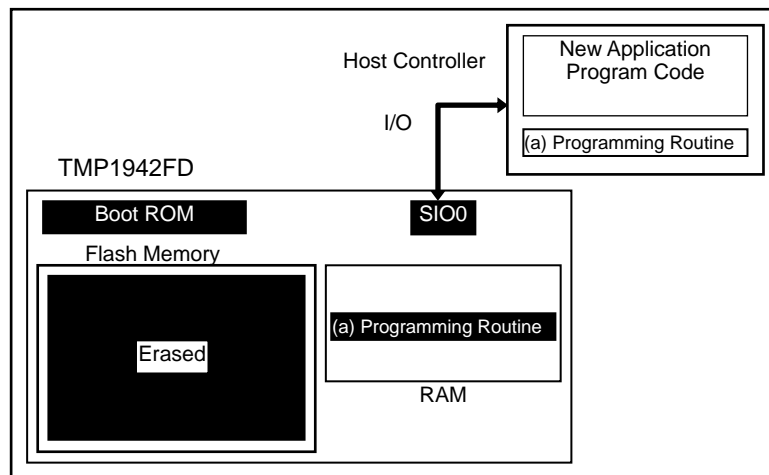 New Application
Program Code
Host Controller
I/O
(a) Programming Routine
TMP1942FD
Boot ROM
SIO0
Flash Memory
(a) Programming Routine
Erased
RAM